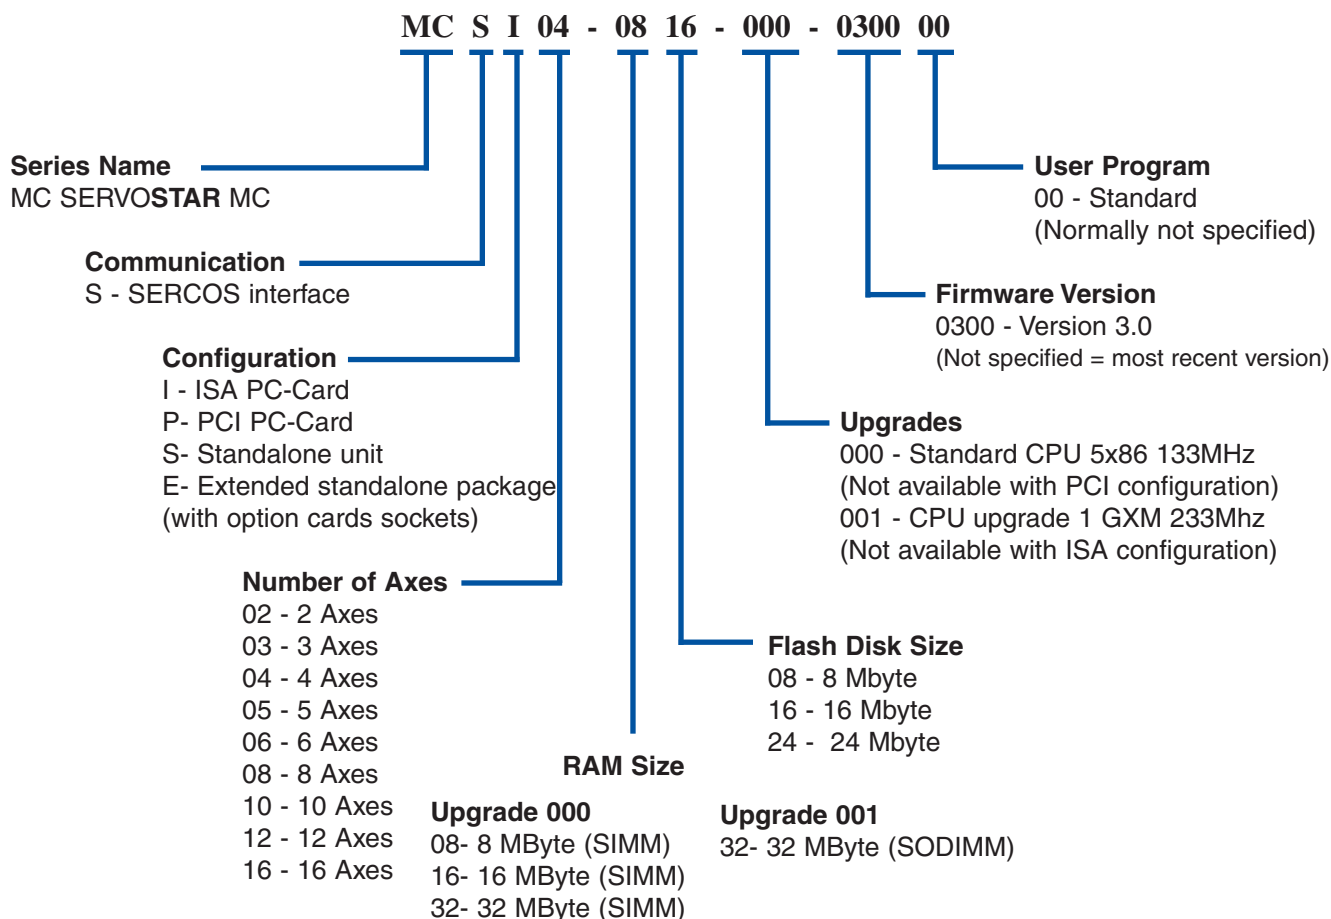 MC S I 04 - 08 16 - 000 - 0300 00
Series Name
MC SERVOSTAR MC
Communication
S - SERCOS interface
Configuration
I - ISA PC-Card
P- PCI PC-Card
S- Standalone unit
E- Extended standalone package
(with option cards sockets)
Number of Axes
02 - 2 Axes
03 - 3 Axes
04 - 4 Axes
05 - 5 Axes
06 - 6 Axes
08 - 8 Axes
10 - 10 Axes
12 - 12 Axes
16 - 16 Axes
RAM Size
Upgrade 000
08- 8 MByte (SIMM)
16- 16 MByte (SIMM)
32- 32 MByte (SIMM)
Upgrade 001
32- 32 MByte (SODIMM)
Flash Disk Size
08 - 8 Mbyte
16 - 16 Mbyte
24 - 24 Mbyte
Upgrades
000 - Standard CPU 5x86 133MHz
(Not available with PCI configuration)
001 - CPU upgrade 1 GXM 233Mhz
(Not available with ISA configuration)
Firmware Version
0300 - Version 3.0
(Not specified = most recent version)
User Program
00 - Standard
(Normally not specified)